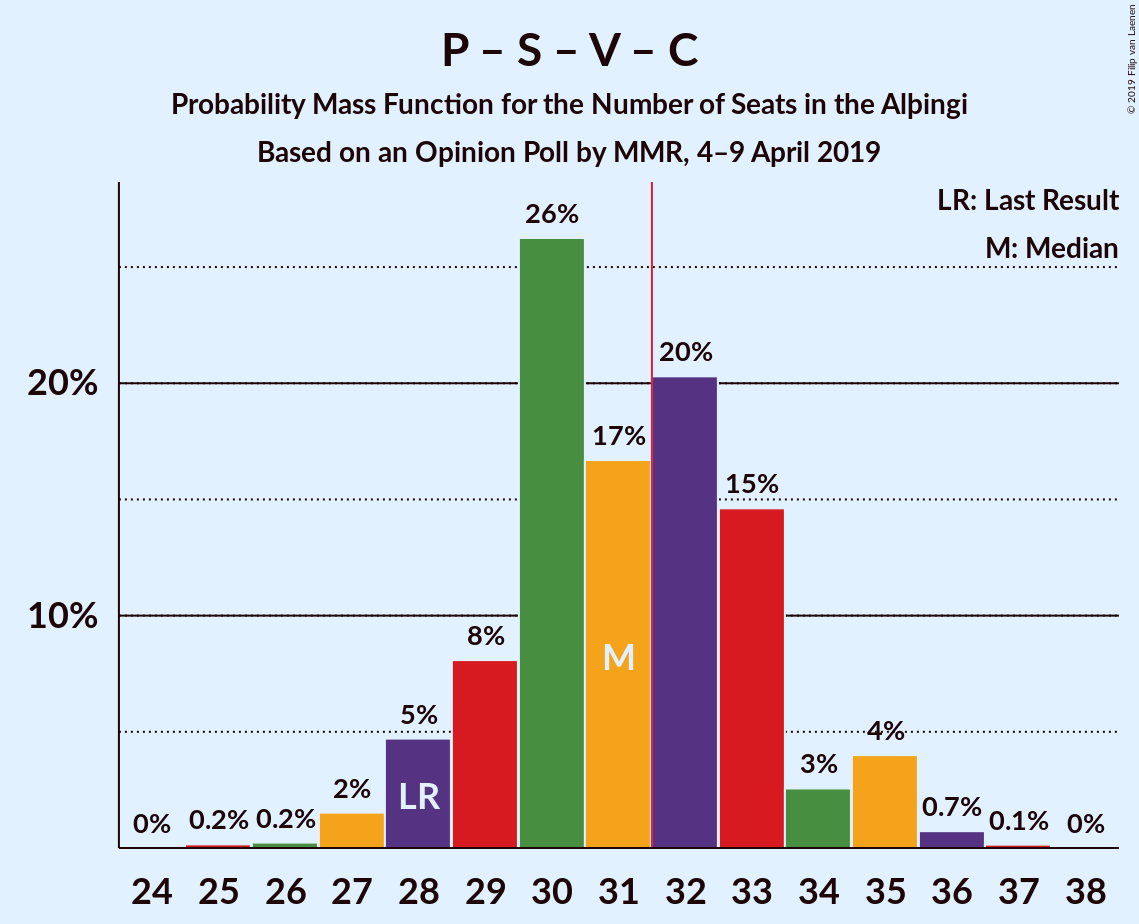 P – S – V – C
Probability Mass Function for the Number of Seats in the Alþingi
Based on an Opinion Poll by MMR, 4–9 April 2019
© 2019 Filip van Laenen
LR: Last Result
M: Median
20%
10%
0%
0.2%
0.2%
2%
5%
8%
26%
17%
20%
15%
3%
4%
0.7%
0.1%
0%
LR
M
24 25 26 27 28 29 30 31 32 33 34 35 36 37 38